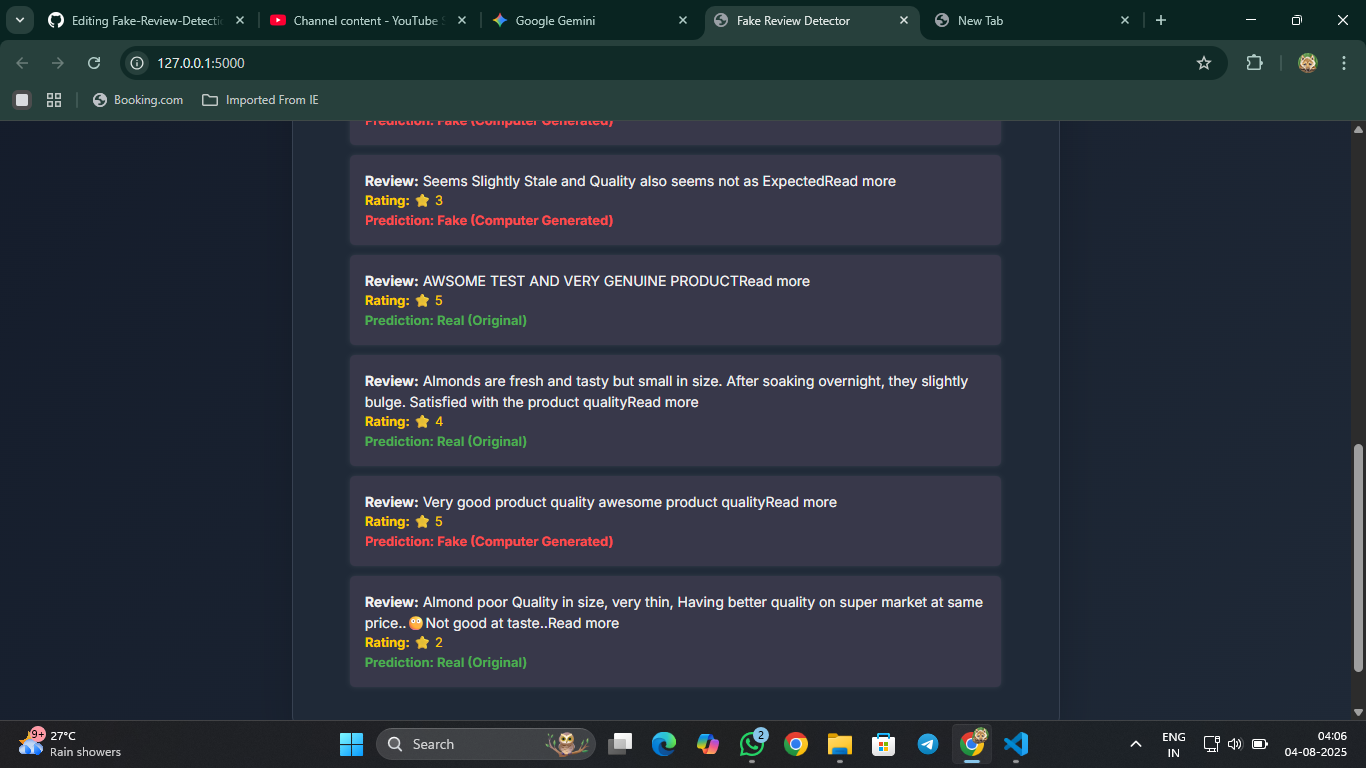 Editing Fake-Review-Detecti
Channel content - YouTube S
Google Gemini
Fake Review Detector
New Tab
127.0.0.1:5000
Booking.com
Imported From IE
Prediction: Fake (Computer Generated)
Review: Seems Slightly Stale and Quality also seems not as ExpectedRead more
Rating: ⭐ 3
Prediction: Fake (Computer Generated)
Review: AWSOME TEST AND VERY GENUINE PRODUCTRead more
Rating: ⭐ 5
Prediction: Real (Original)
Review: Almonds are fresh and tasty but small in size. After soaking overnight, they slightly
bulge. Satisfied with the product qualityRead more
Rating: ⭐ 4
Prediction: Real (Original)
Review: Very good product quality awesome product qualityRead more
Rating: ⭐ 5
Prediction: Fake (Computer Generated)
Review: Almond poor Quality in size, very thin, Having better quality on super market at same
price..😳Not good at taste..Read more
Rating: ⭐ 2
Prediction: Real (Original)
9+
27°C
Rain showers
Search
2
ENG
IN
04:06
04-08-2025